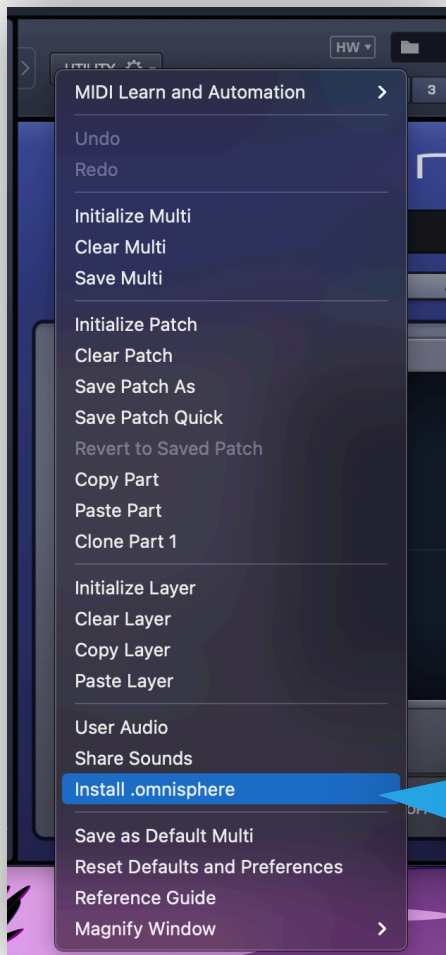 HW
UTILITY
3
MIDI Learn and Automation
Undo
Redo
Initialize Multi
Clear Multi
Save Multi
Initialize Patch
Clear Patch
Save Patch As
Save Patch Quick
Revert to Saved Patch
Copy Part
Paste Part
Clone Part 1
Initialize Layer
Clear Layer
Copy Layer
Paste Layer
User Audio
Share Sounds
Install .omnisphere
Save as Default Multi
Reset Defaults and Preferences
Reference Guide
Magnify Window